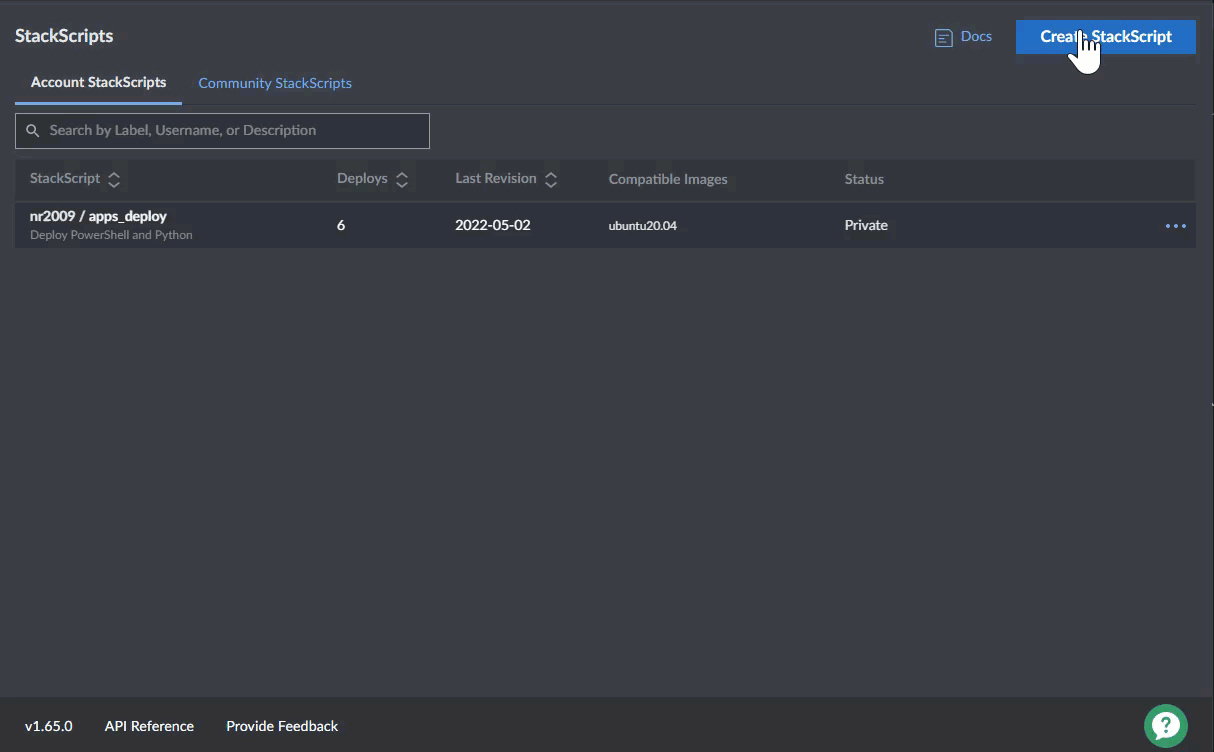 StackScripts
Docs
Create StackScript
Account StackScripts
Community StackScripts
Search by Label, Username, or Description
StackScript Deploys Last Revision Compatible Images Status
nr2009 / apps_deploy 6 2022-05-02 ubuntu20.04 Private
Deploy PowerShell and Python
v1.65.0 API Reference Provide Feedback